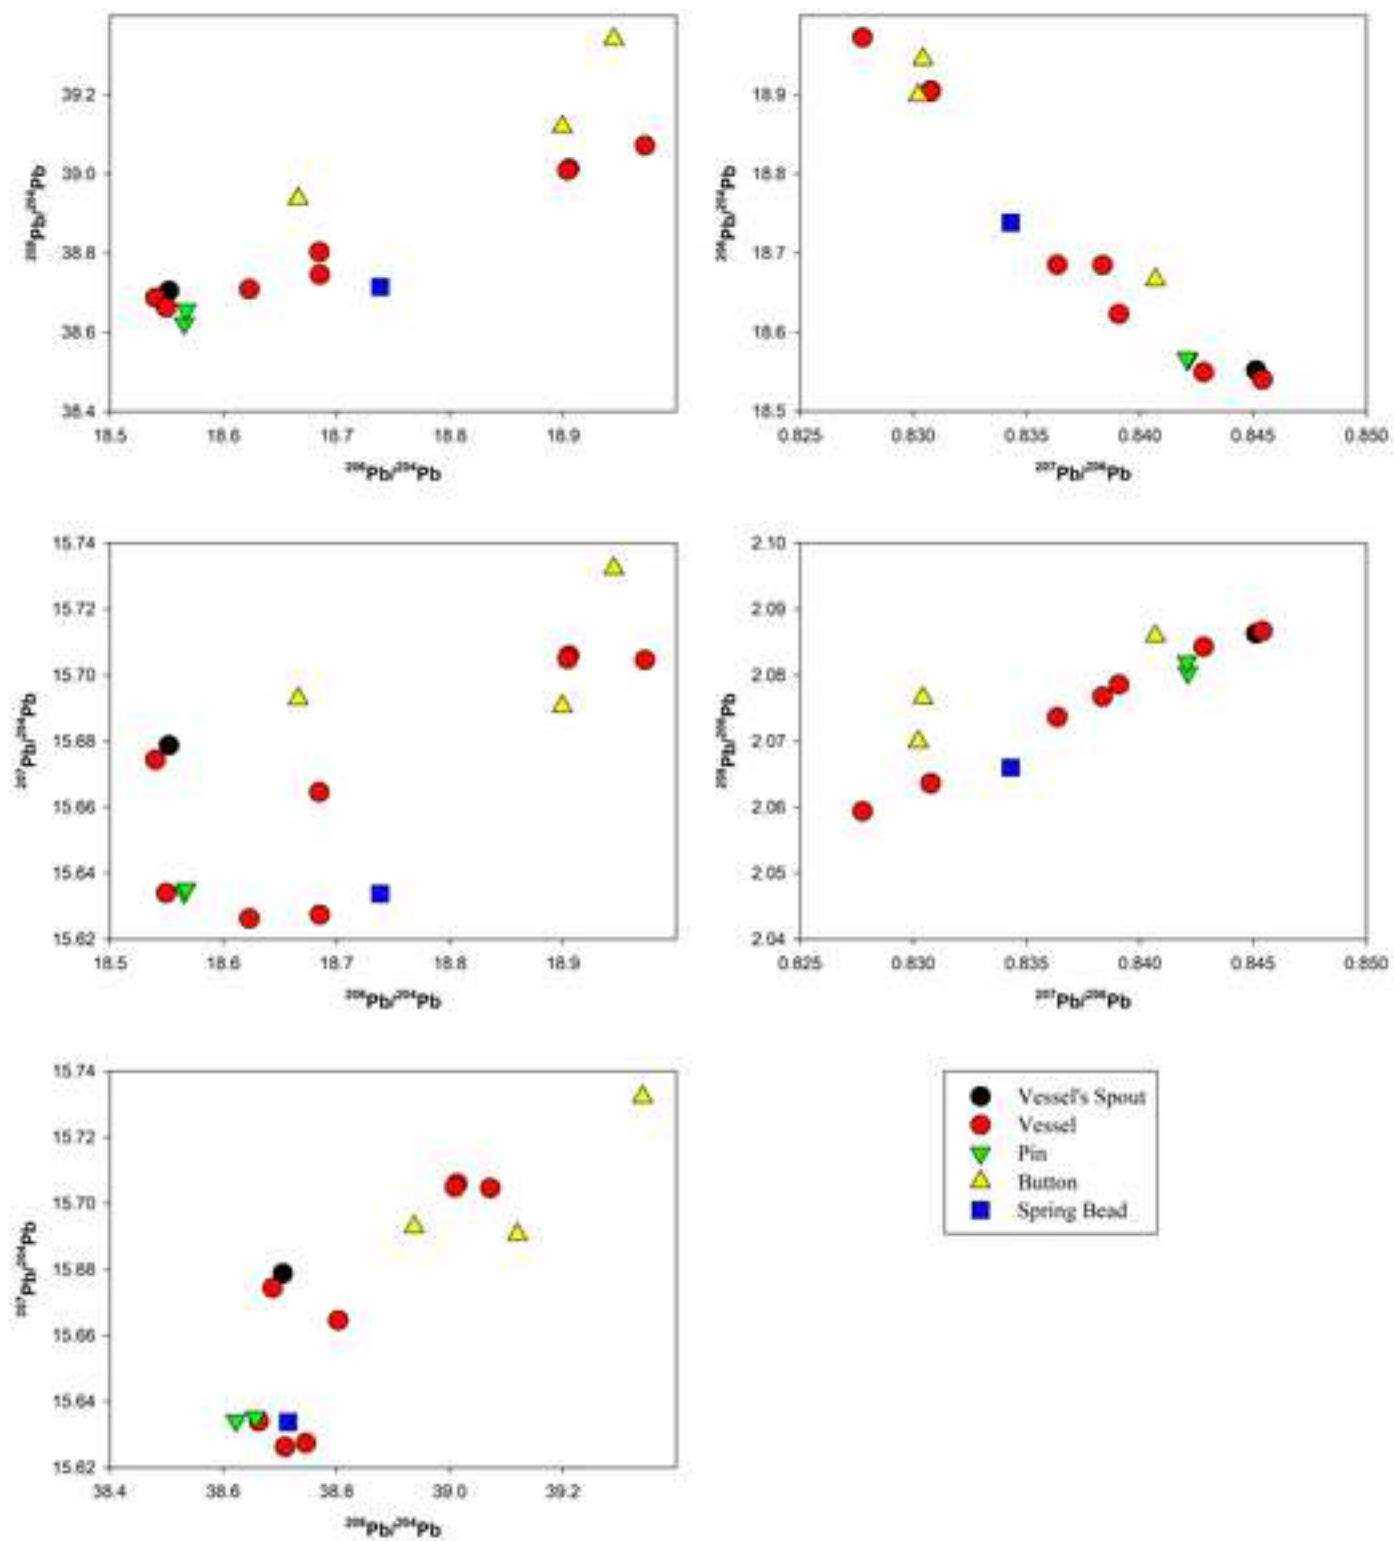 39.2
39.0
38.8
38.6
38.4
²⁰⁸Pb/²⁰⁴Pb
18.5 18.6 18.7 18.8 18.9
²⁰⁶Pb/²⁰⁴Pb
18.9
18.8
18.7
18.6
18.5
²⁰⁶Pb/²⁰⁴Pb
0.825 0.830 0.835 0.840 0.845 0.850
²⁰⁷Pb/²⁰⁶Pb
15.74
15.72
15.70
15.68
15.66
15.64
15.62
²⁰⁷Pb/²⁰⁴Pb
18.5 18.6 18.7 18.8 18.9
²⁰⁶Pb/²⁰⁴Pb
2.10
2.09
2.08
2.07
2.06
2.05
2.04
²⁰⁸Pb/²⁰⁶Pb
0.825 0.830 0.835 0.840 0.845 0.850
²⁰⁷Pb/²⁰⁶Pb
15.74
15.72
15.70
15.68
15.66
15.64
15.62
²⁰⁷Pb/²⁰⁴Pb
38.4 38.6 38.8 39.0 39.2
²⁰⁸Pb/²⁰⁴Pb
Vessel's Spout
Vessel
Pin
Button
Spring Bead